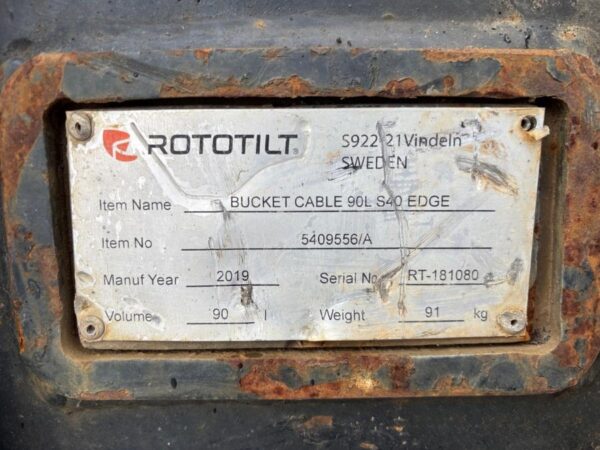 ROTOTILT®
S922 21Vindeln
SWEDEN
Item Name BUCKET CABLE 90L S40 EDGE
Item No 5409556/A
Manuf Year 2019 Serial No RT-181080
Volume 90 l Weight 91 kg